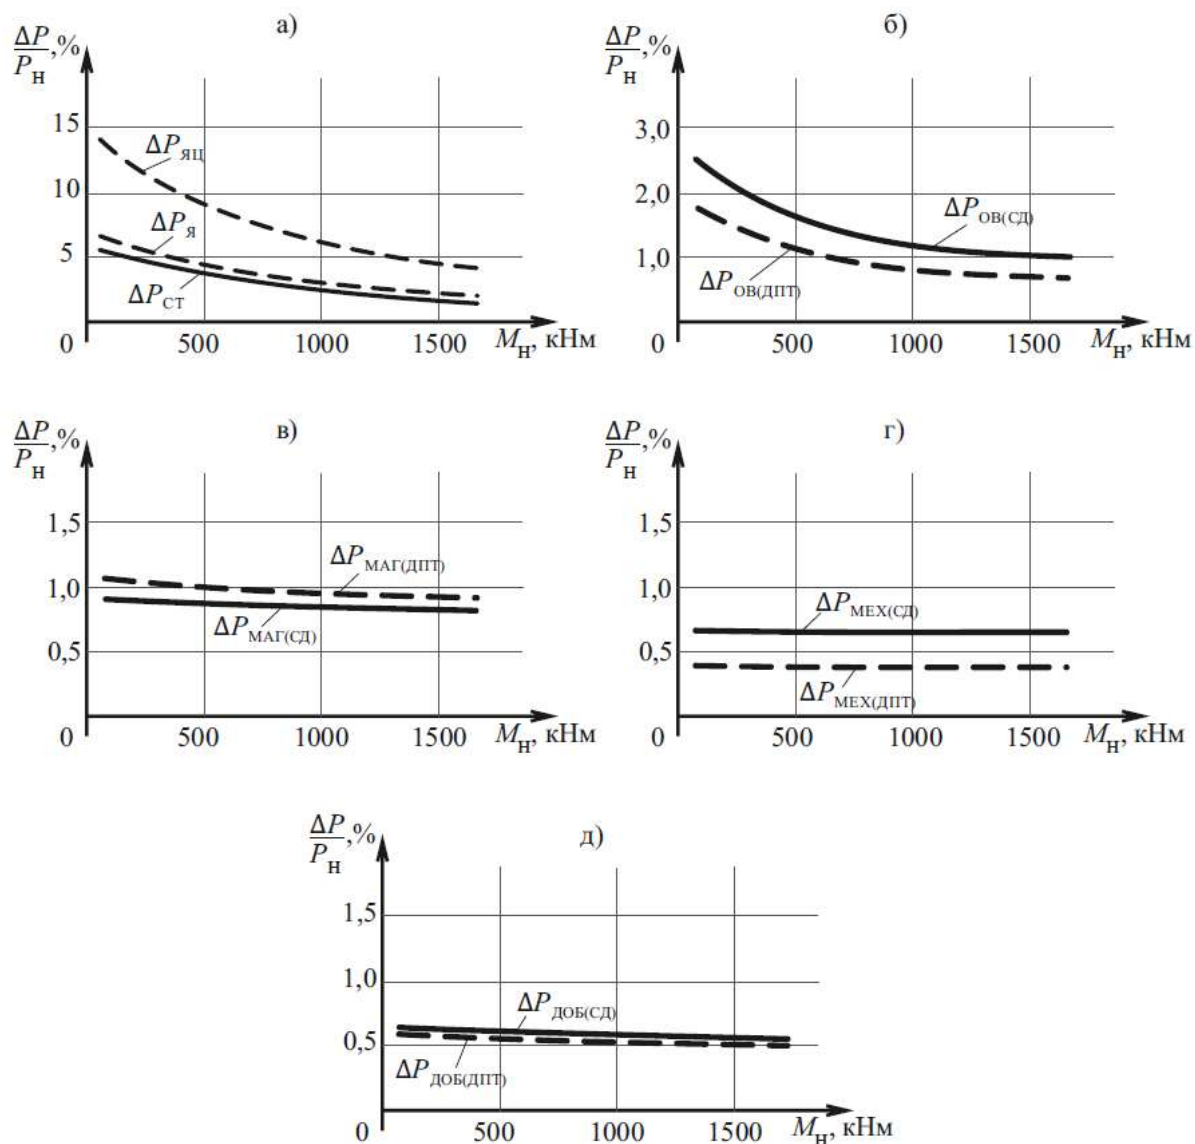 а)
ΔP/Pн,%
15
10
5
0
500
1000
1500
Mн, кНм
ΔPЯЦ
ΔPЯ
ΔPСТ
б)
ΔP/Pн,%
3,0
2,0
1,0
0
500
1000
1500
Mн, кНм
ΔPОВ(СД)
ΔPОВ(ДПТ)
в)
ΔP/Pн,%
1,5
1,0
0,5
0
500
1000
1500
Mн, кНм
ΔPМАГ(ДПТ)
ΔPМАГ(СД)
г)
ΔP/Pн,%
1,5
1,0
0,5
0
500
1000
1500
Mн, кНм
ΔPМЕХ(СД)
ΔPМЕХ(ДПТ)
д)
ΔP/Pн,%
1,5
1,0
0,5
0
500
1000
1500
Mн, кНм
ΔPДОБ(СД)
ΔPДОБ(ДПТ)